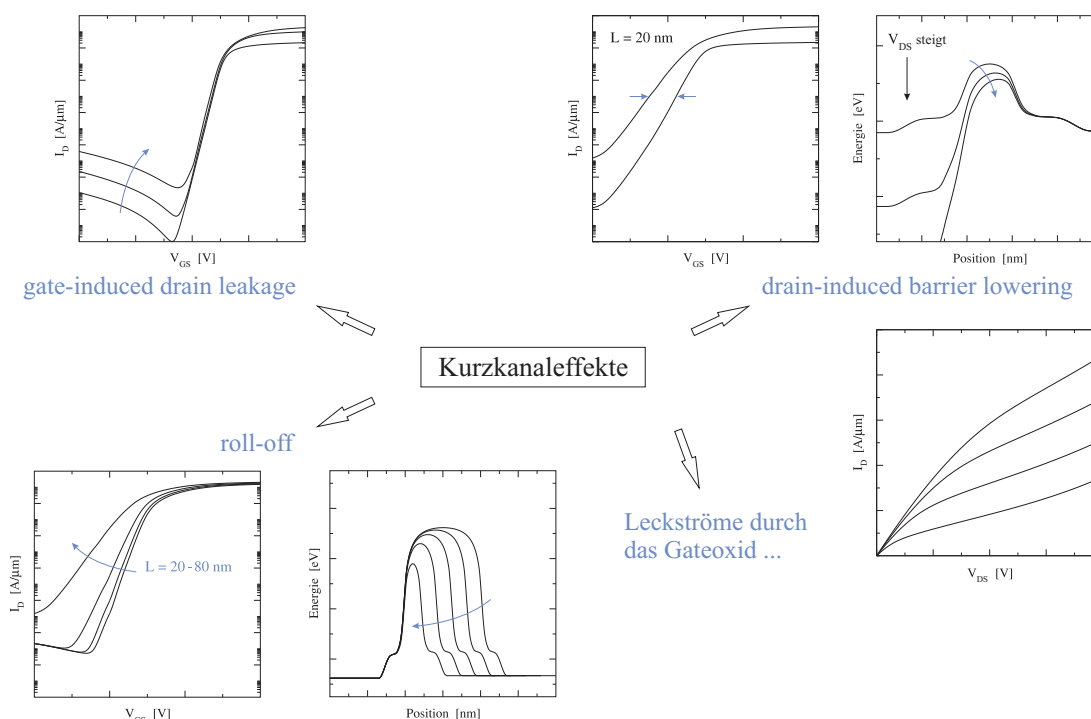 I_D [A/μm]
V_GS [V]
gate-induced drain leakage
L = 20 nm
I_D [A/μm]
V_GS [V]
V_DS steigt
Energie [eV]
Position [nm]
drain-induced barrier lowering
Kurzkanaleffekte
I_D [A/μm]
V_DS [V]
roll-off
L = 20 - 80 nm
I_D [A/μm]
V_GS [V]
Energie [eV]
Position [nm]
Leckströme durch
das Gateoxid ...